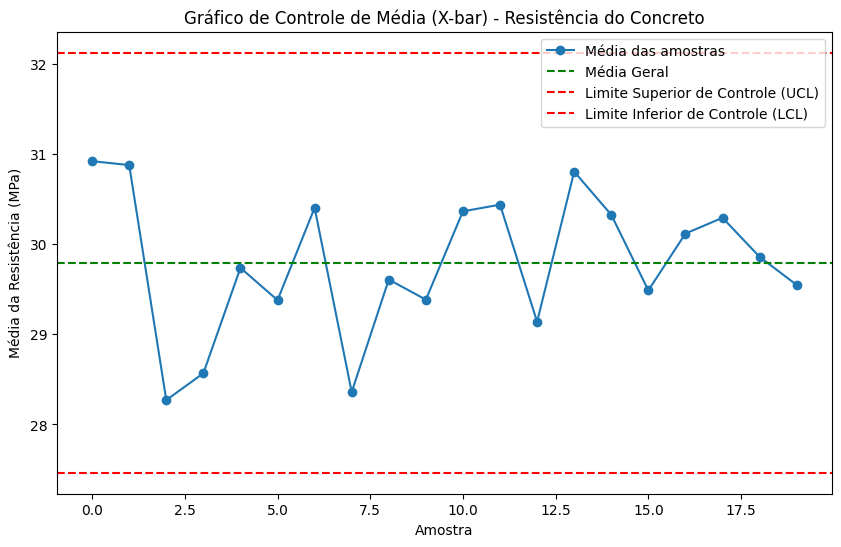 Gráfico de Controle de Média (X-bar) - Resistência do Concreto
Média das amostras
Média Geral
Limite Superior de Controle (UCL)
Limite Inferior de Controle (LCL)
Média da Resistência (MPa)
32
31
30
29
28
0.0 2.5 5.0 7.5 10.0 12.5 15.0 17.5
Amostra